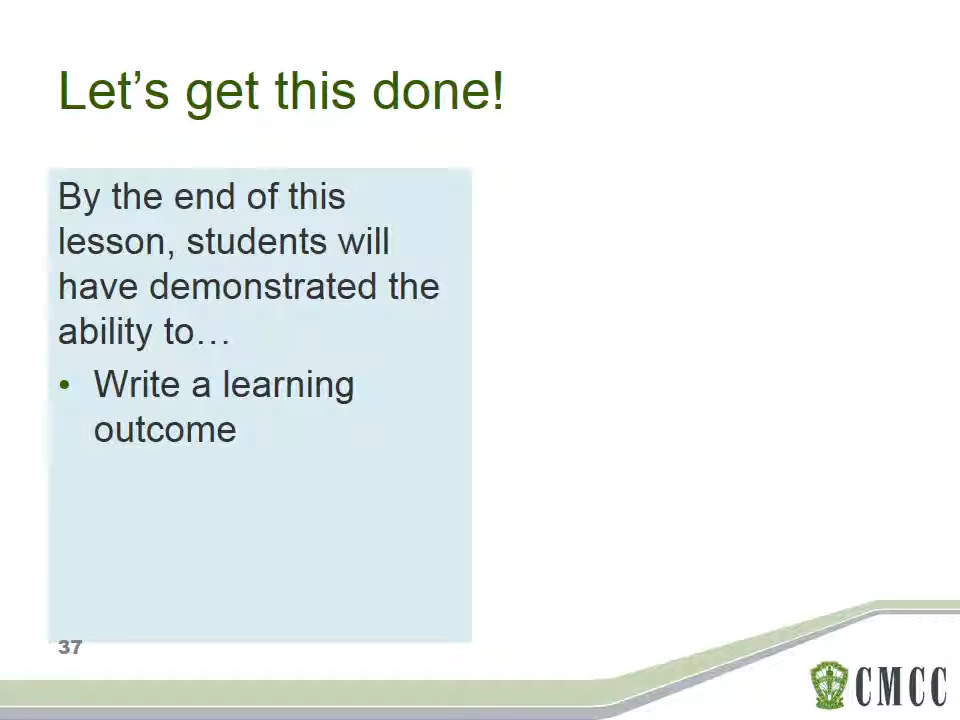 Let's get this done!
By the end of this
lesson, students will
have demonstrated the
ability to…
• Write a learning
outcome
37
CMCC